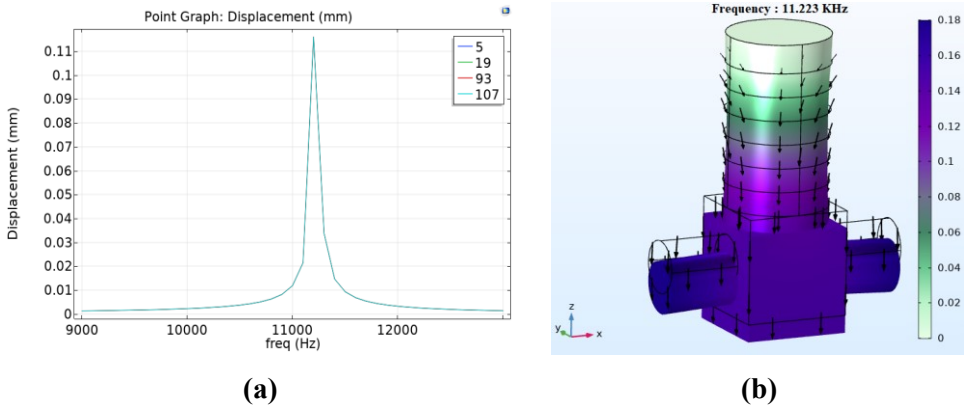 Point Graph: Displacement (mm)
Displacement (mm)
0.11
0.1
0.09
0.08
0.07
0.06
0.05
0.04
0.03
0.02
0.01
0
5
19
93
107
9000 10000 11000 12000
freq (Hz)
(a)
Frequency : 11.223 KHz
0.18
0.16
0.14
0.12
0.10
0.08
0.06
0.04
0.02
0
z
y
x
(b)